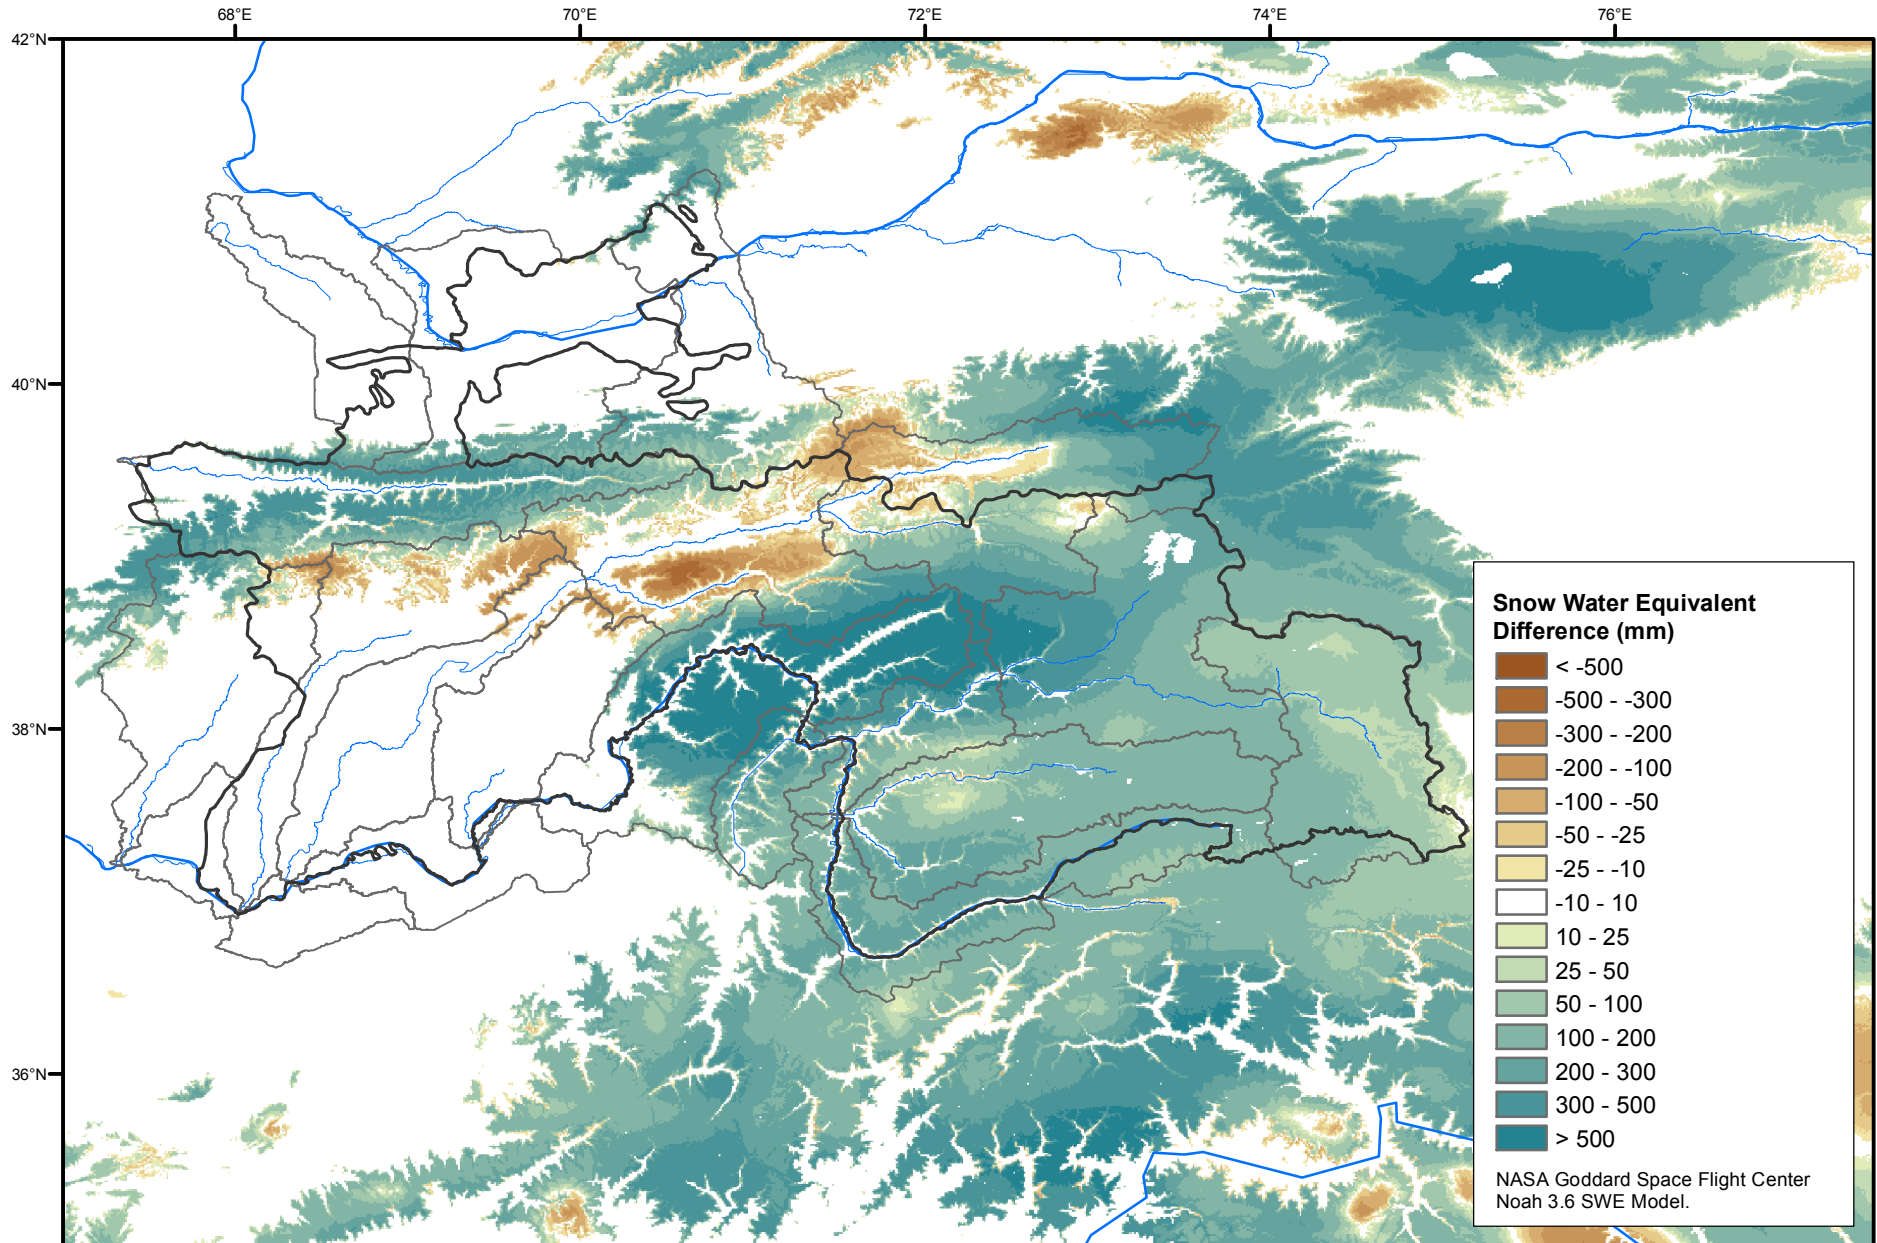 68°E 70°E 72°E 74°E 76°E
42°N
40°N
38°N
36°N
Snow Water Equivalent
Difference (mm)
< -500
-500 - -300
-300 - -200
-200 - -100
-100 - -50
-50 - -25
-25 - -10
-10 - 10
10 - 25
25 - 50
50 - 100
100 - 200
200 - 300
300 - 500
> 500
NASA Goddard Space Flight Center
Noah 3.6 SWE Model.